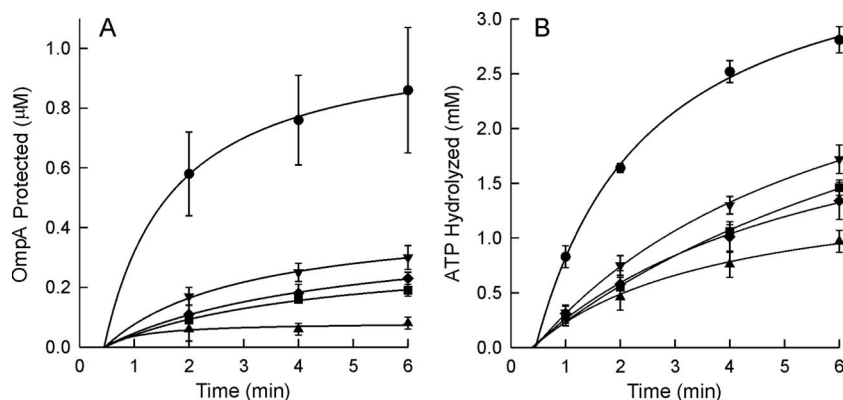 A
OmpA Protected (μM)
1.0
0.8
0.6
0.4
0.2
0.0
0 1 2 3 4 5 6
Time (min)
B
ATP Hydrolyzed (mM)
3.0
2.5
2.0
1.5
1.0
0.5
0.0
0 1 2 3 4 5 6
Time (min)